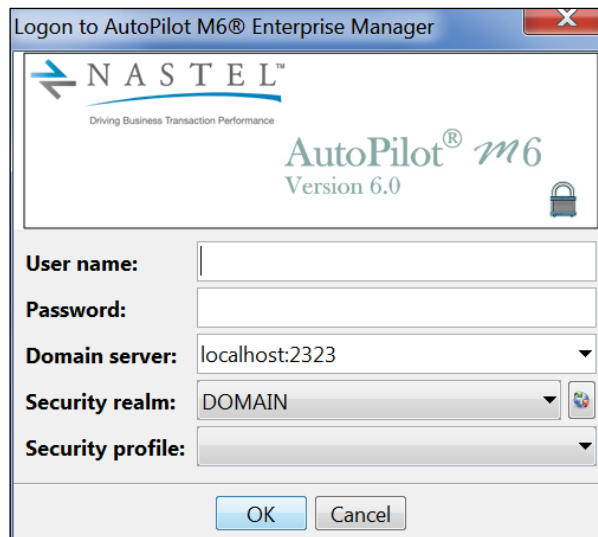 Logon to AutoPilot M6® Enterprise Manager
NASTEL™
Driving Business Transaction Performance
AutoPilot® m6
Version 6.0
User name:
Password:
Domain server: localhost:2323
Security realm: DOMAIN
Security profile:
OK Cancel